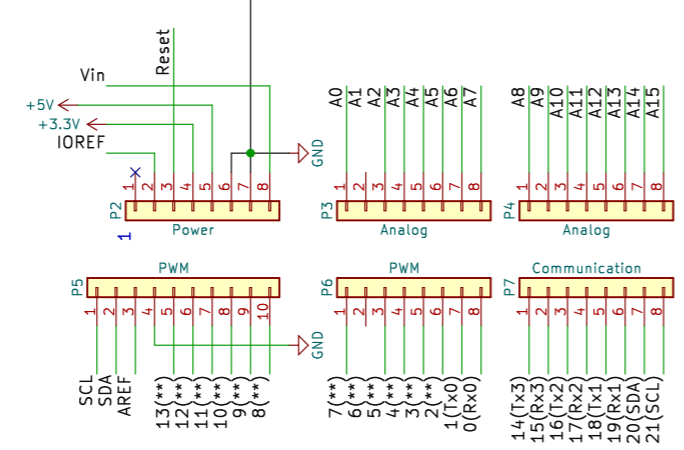 Reset
Vin
+5V
+3.3V
IOREF
GND
A0
A1
A2
A3
A4
A5
A6
A7
A8
A9
A10
A11
A12
A13
A14
A15
1 2 3 4 5 6 7 8
P2
Power
1
1 2 3 4 5 6 7 8
P3
Analog
1 2 3 4 5 6 7 8
P4
Analog
PWM
P5
1 2 3 4 5 6 7 8 9 10
GND
SCL
SDA
AREF
13(**)
12(**)
11(**)
10(**)
9(**)
8(**)
PWM
P6
1 2 3 4 5 6 7 8
7(**)
6(**)
5(**)
4(**)
3(**)
2(**)
1(Tx0)
0(Rx0)
Communication
P7
1 2 3 4 5 6 7 8
14(Tx3)
15(Rx3)
16(Tx2)
17(Rx2)
18(Tx1)
19(Rx1)
20(SDA)
21(SCL)